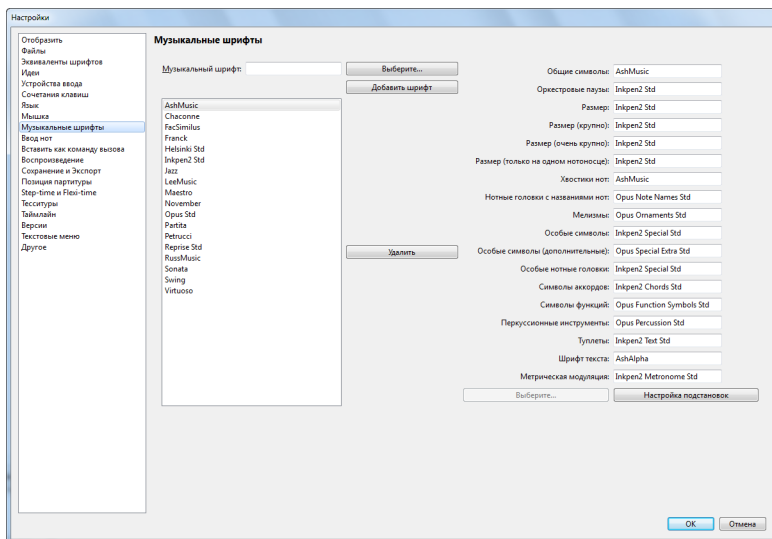 Настройки
Отобразить
Файлы
Эквиваленты шрифтов
Идеи
Устройства ввода
Сочетания клавиш
Язык
Мышка
Музыкальные шрифты
Ввод нот
Вставить как команду вызова
Воспроизведение
Сохранение и Экспорт
Позиция партитуры
Step-time и Flexi-time
Тесситуры
Таймлайн
Версии
Текстовые меню
Другое
Музыкальные шрифты
Музыкальный шрифт:
Выберите...
Добавить шрифт
AshMusic
Chaconne
FacSimilus
Franck
Helsinki Std
Inkpen2 Std
Jazz
LeeMusic
Maestro
November
Opus Std
Partita
Petrucci
Reprise Std
RussMusic
Sonata
Swing
Virtuoso
Удалить
Общие символы: AshMusic
Оркестровые паузы: Inkpen2 Std
Размер: Inkpen2 Std
Размер (крупно): Inkpen2 Std
Размер (очень крупно): Inkpen2 Std
Размер (только на одном нотоносце): Inkpen2 Std
Хвостики нот: AshMusic
Нотные головки с названиями нот: Opus Note Names Std
Мелизмы: Opus Ornaments Std
Особые символы: Inkpen2 Special Std
Особые символы (дополнительные): Opus Special Extra Std
Особые нотные головки: Inkpen2 Special Std
Символы аккордов: Inkpen2 Chords Std
Символы функций: Opus Function Symbols Std
Перкуссионные инструменты: Opus Percussion Std
Туплеты: Inkpen2 Text Std
Шрифт текста: AshAlpha
Метрическая модуляция: Inkpen2 Metronome Std
Выберите...
Настройка подстановок
OK
Отмена